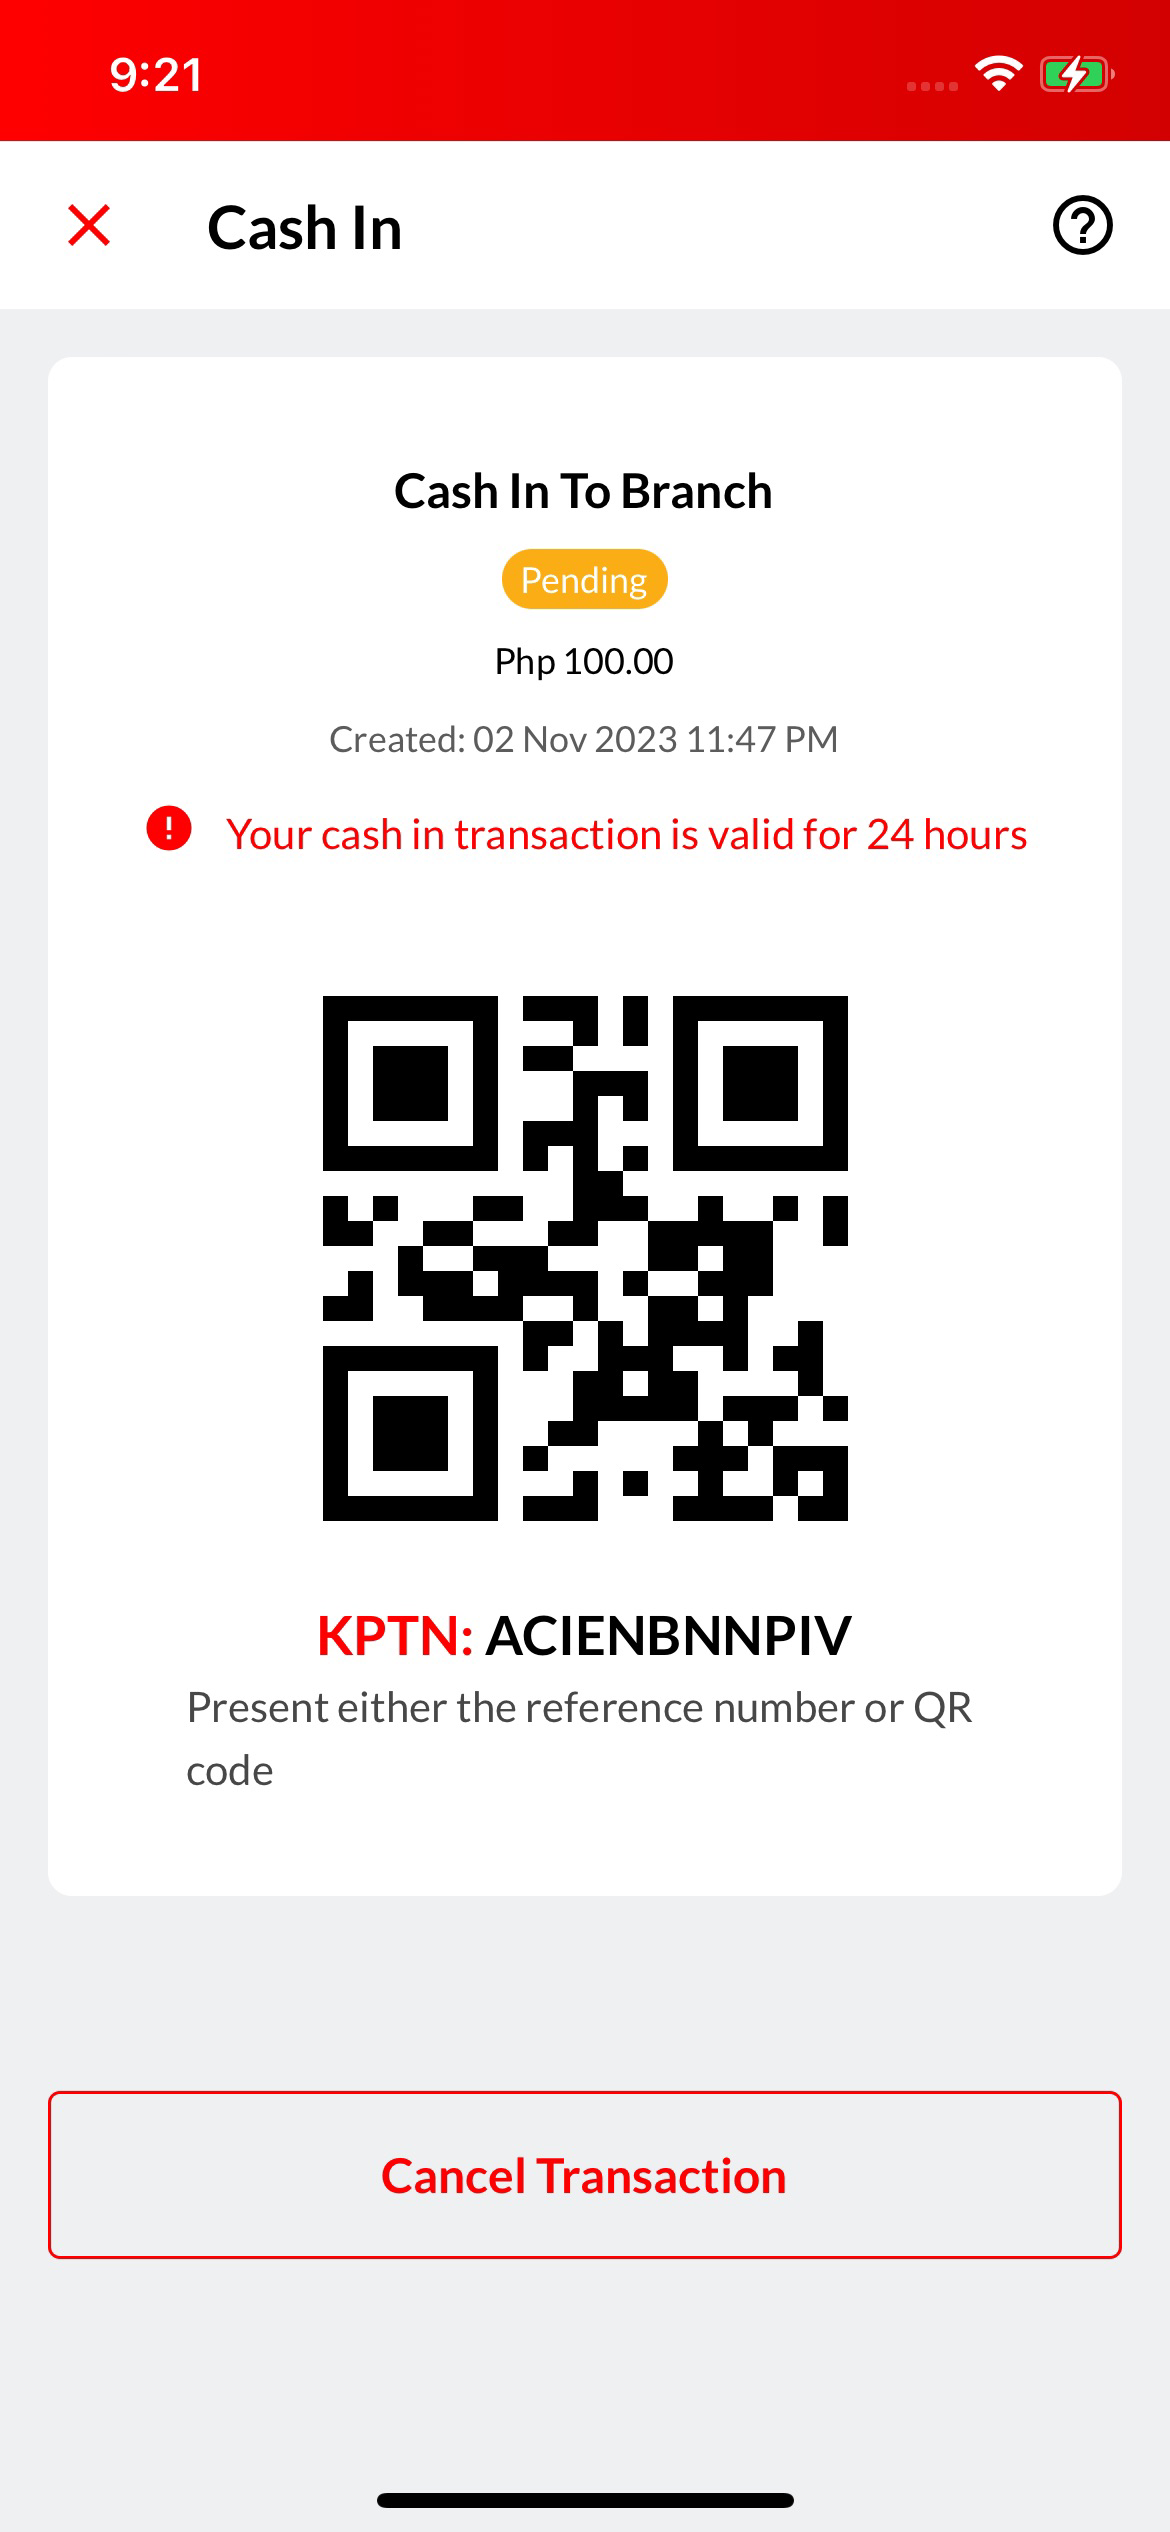 9:21
Cash In
Cash In To Branch
Pending
Php 100.00
Created: 02 Nov 2023 11:47 PM
Your cash in transaction is valid for 24 hours
KPTN: ACIENBNNPIV
Present either the reference number or QR
code
Cancel Transaction